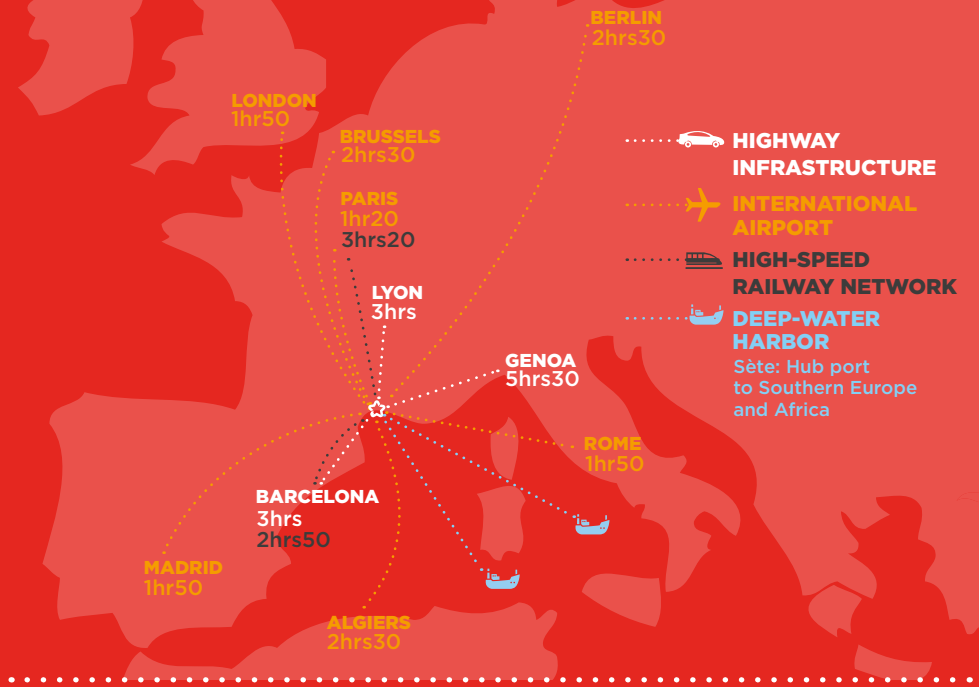 BERLIN
2hrs30
LONDON
1hr50
BRUSSELS
2hrs30
PARIS
1hr20
3hrs20
LYON
3hrs
GENOA
5hrs30
ROME
1hr50
BARCELONA
3hrs
2hrs50
MADRID
1hr50
ALGIERS
2hrs30
HIGHWAY
INFRASTRUCTURE
INTERNATIONAL
AIRPORT
HIGH-SPEED
RAILWAY NETWORK
DEEP-WATER
HARBOR
Sète: Hub port
to Southern Europe
and Africa